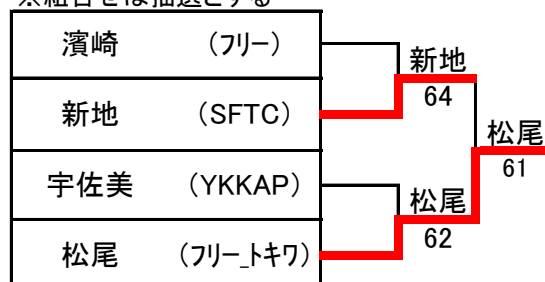 ※組合せは抽選とする
濱崎 (フリー)
新地
64
新地 (SFTC)
松尾
61
宇佐美 (YKKAP)
松尾
62
松尾 (フリー_トキワ)